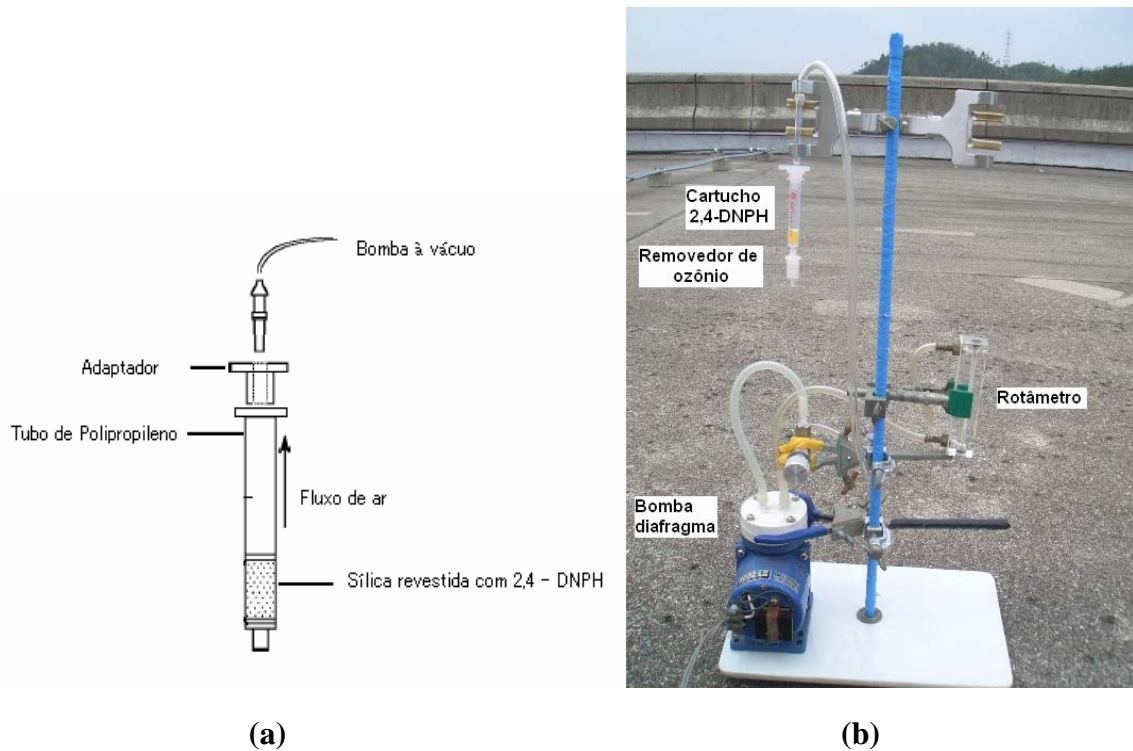 Bomba à vácuo
Adaptador
Tubo de Polipropileno
Fluxo de ar
Sílica revestida com 2,4 - DNPH
(a)
Cartucho
2,4-DNPH
Removedor de
ozônio
Rotâmetro
Bomba
diafragma
(b)